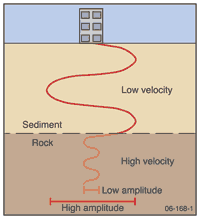 Low velocity
Sediment
Rock
High velocity
Low amplitude
High amplitude
06-168-1